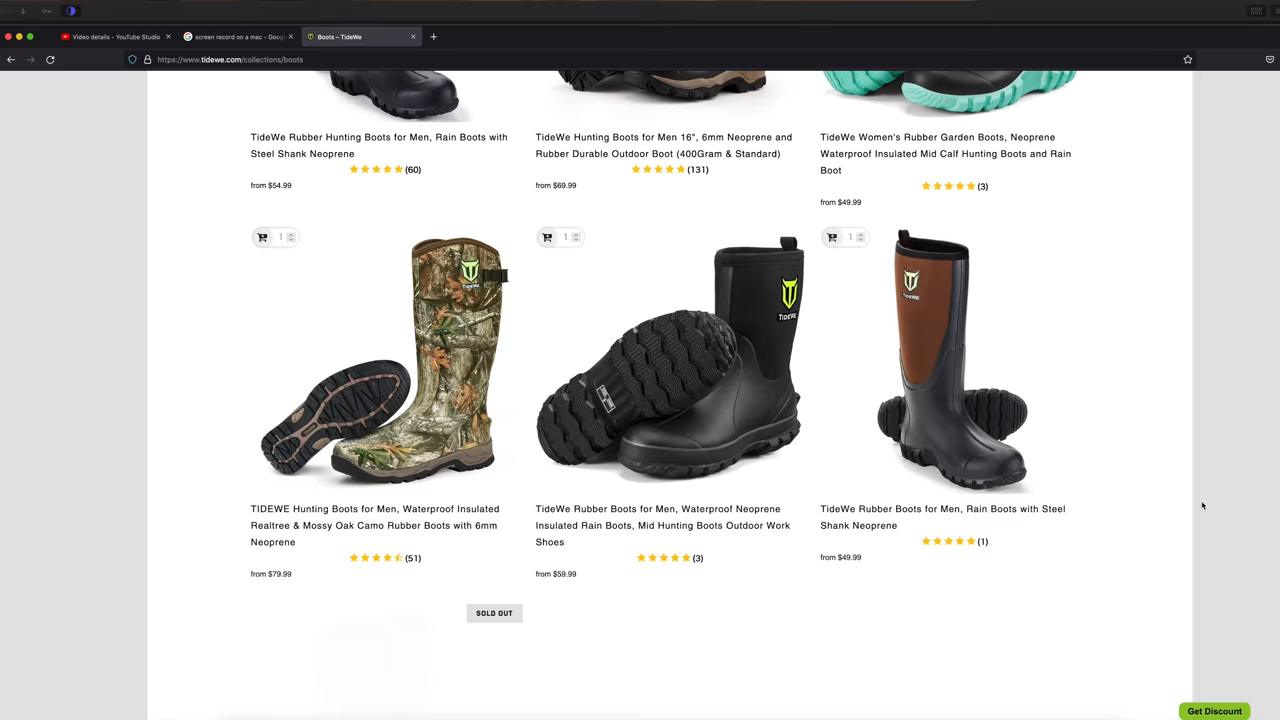 Video details - YouTube Studio
screen record on a mac - Goog
Boots – TideWe
https://www.tidewe.com/collections/boots
TideWe Rubber Hunting Boots for Men, Rain Boots with
Steel Shank Neoprene
(60)
from $54.99
TideWe Hunting Boots for Men 16", 6mm Neoprene and
Rubber Durable Outdoor Boot (400Gram & Standard)
(131)
from $69.99
TideWe Women's Rubber Garden Boots, Neoprene
Waterproof Insulated Mid Calf Hunting Boots and Rain
Boot
(3)
from $49.99
1
1
1
TIDEWE
TIDEWE
TIDEWE
TIDEWE Hunting Boots for Men, Waterproof Insulated
Realtree & Mossy Oak Camo Rubber Boots with 6mm
Neoprene
(51)
from $79.99
TideWe Rubber Boots for Men, Waterproof Neoprene
Insulated Rain Boots, Mid Hunting Boots Outdoor Work
Shoes
(3)
from $59.99
TideWe Rubber Boots for Men, Rain Boots with Steel
Shank Neoprene
(1)
from $49.99
SOLD OUT
Get Discount